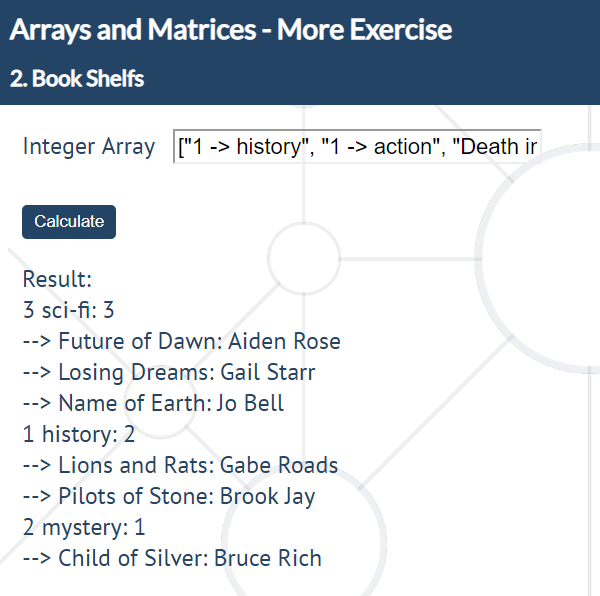 Arrays and Matrices - More Exercise
2. Book Shelfs
Integer Array ["1 -> history", "1 -> action", "Death in
Calculate
Result:
3 sci-fi: 3
--> Future of Dawn: Aiden Rose
--> Losing Dreams: Gail Starr
--> Name of Earth: Jo Bell
1 history: 2
--> Lions and Rats: Gabe Roads
--> Pilots of Stone: Brook Jay
2 mystery: 1
--> Child of Silver: Bruce Rich